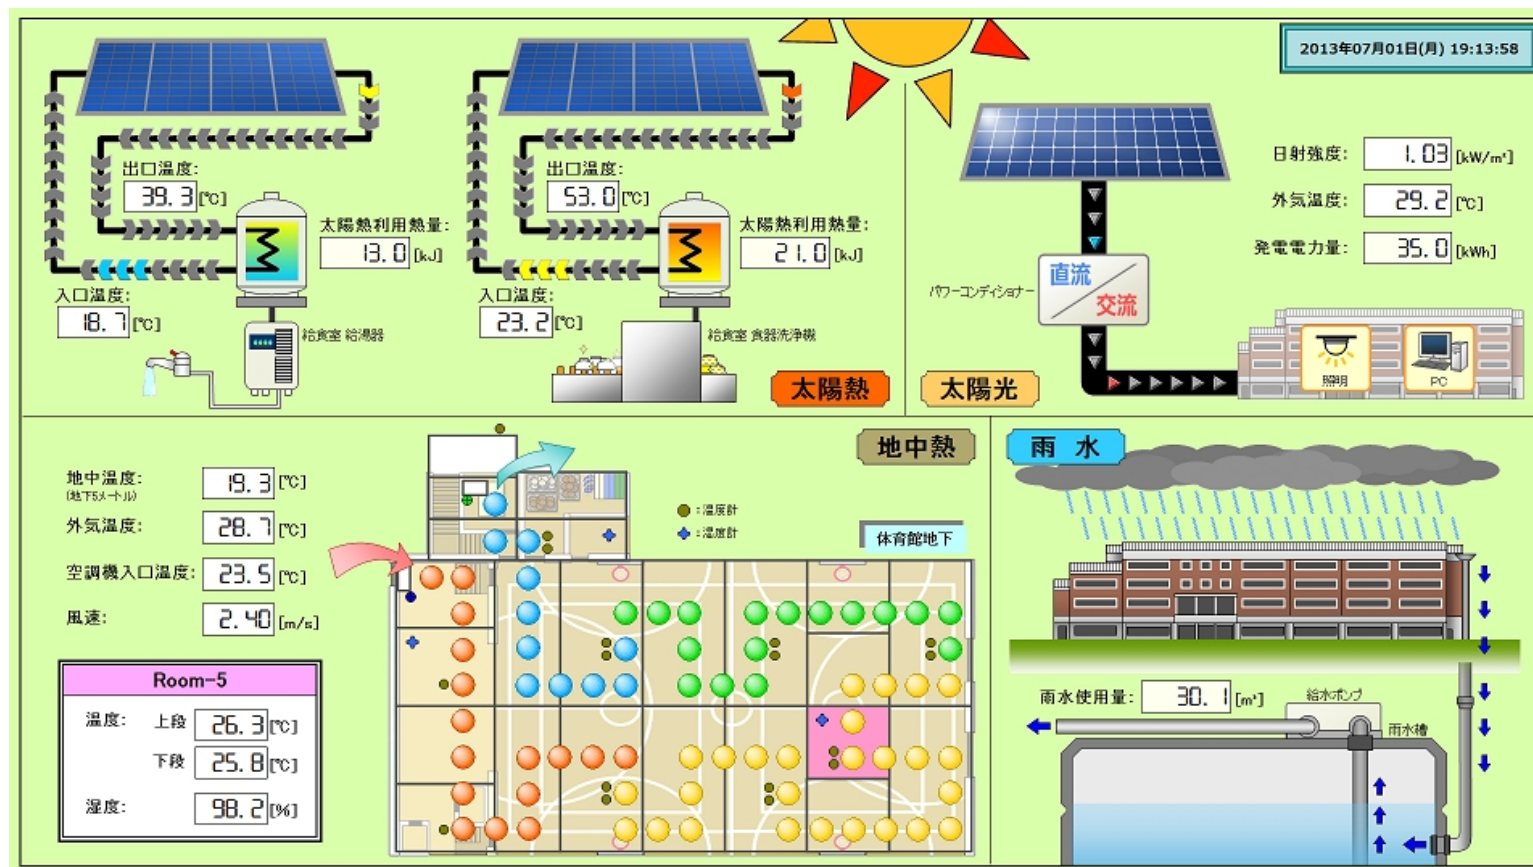 2013年07月01日(月) 19:13:58
出口温度:
39.3 [℃]
太陽熱利用熱量:
13.0 [kJ]
入口温度:
18.7 [℃]
給食室 給湯器
出口温度:
53.0 [℃]
太陽熱利用熱量:
21.0 [kJ]
入口温度:
23.2 [℃]
給食室 食器洗浄機
太陽熱
日射強度: 1.03 [kW/m²]
外気温度: 29.2 [℃]
発電電力量: 35.0 [kWh]
パワーコンディショナー
直流
交流
照明
PC
太陽光
地中熱
地中温度: 19.3 [℃]
(地下5メートル)
外気温度: 28.7 [℃]
空調機入口温度: 23.5 [℃]
風速: 2.40 [m/s]
:温度計
:湿度計
体育館地下
Room-5
温度: 上段 26.3 [℃]
下段 25.8 [℃]
湿度: 98.2 [%]
雨水
雨水使用量: 30.1 [m³]
給水ポンプ
雨水槽